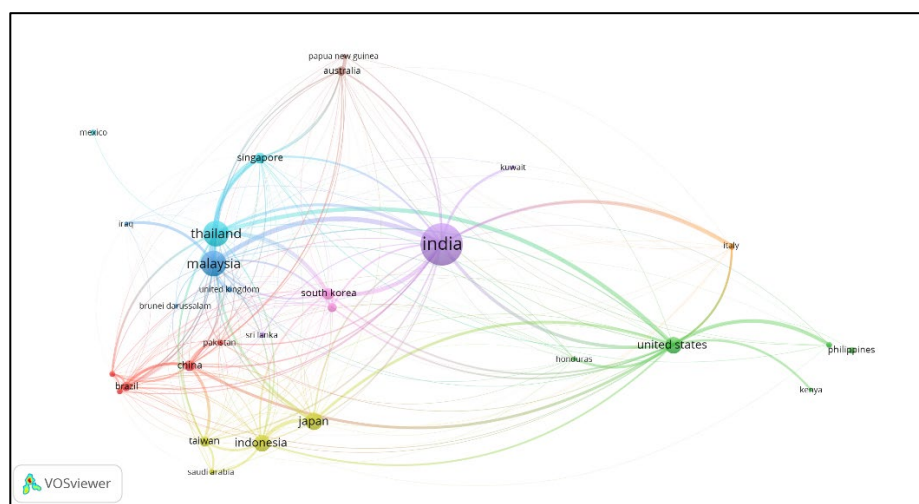 papua new guinea
australia
mexico
singapore
kuwait
iraq
thailand
india
italy
malaysia
united kingdom
south korea
brunei darussalam
sri lanka
pakistan
united states
philippines
honduras
china
brazil
kenya
japan
taiwan
indonesia
saudi arabia
VOSviewer